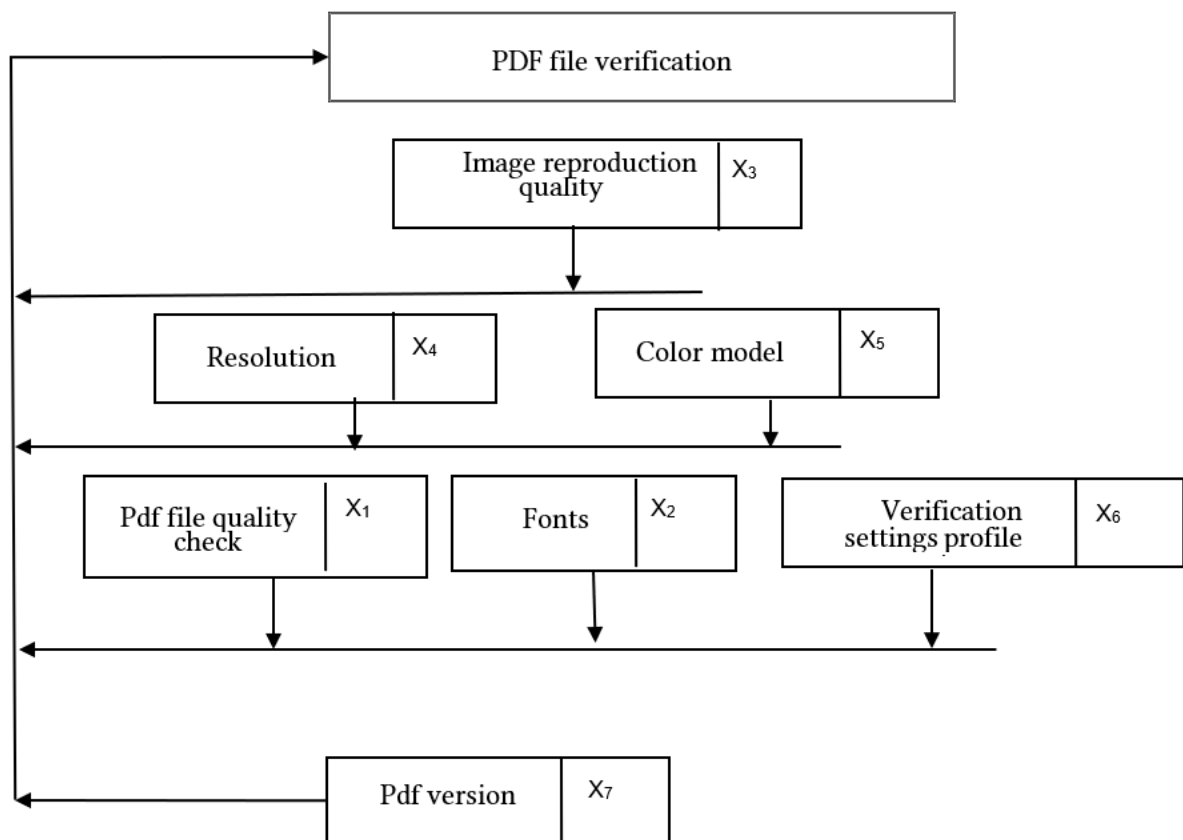 PDF file verification
Image reproduction
quality
X₃
Resolution
X₄
Color model
X₅
Pdf file quality
check
X₁
Fonts
X₂
Verification
settings profile
X₆
Pdf version
X₇